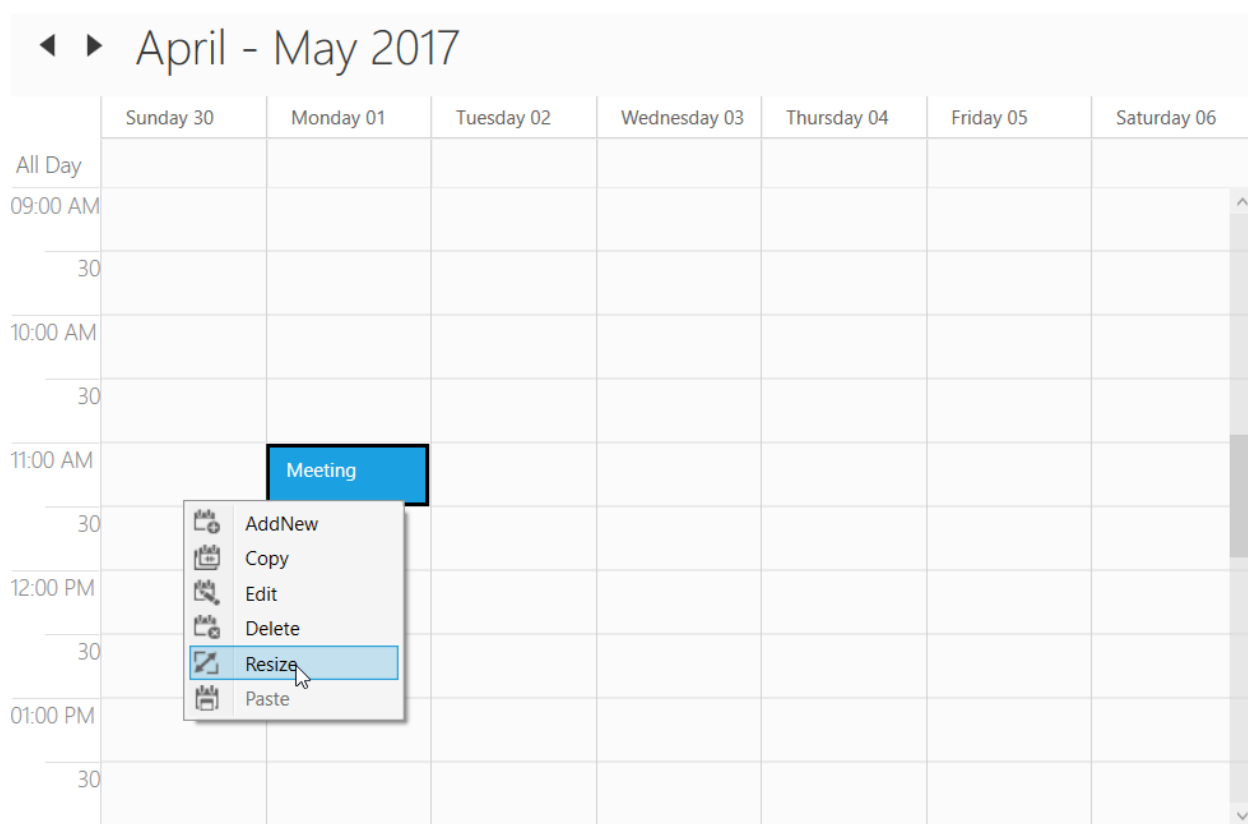 April - May 2017
Sunday 30 Monday 01 Tuesday 02 Wednesday 03 Thursday 04 Friday 05 Saturday 06
All Day
09:00 AM
30
10:00 AM
30
11:00 AM
Meeting
30
AddNew
Copy
12:00 PM
Edit
Delete
30
Resize
Paste
01:00 PM
30